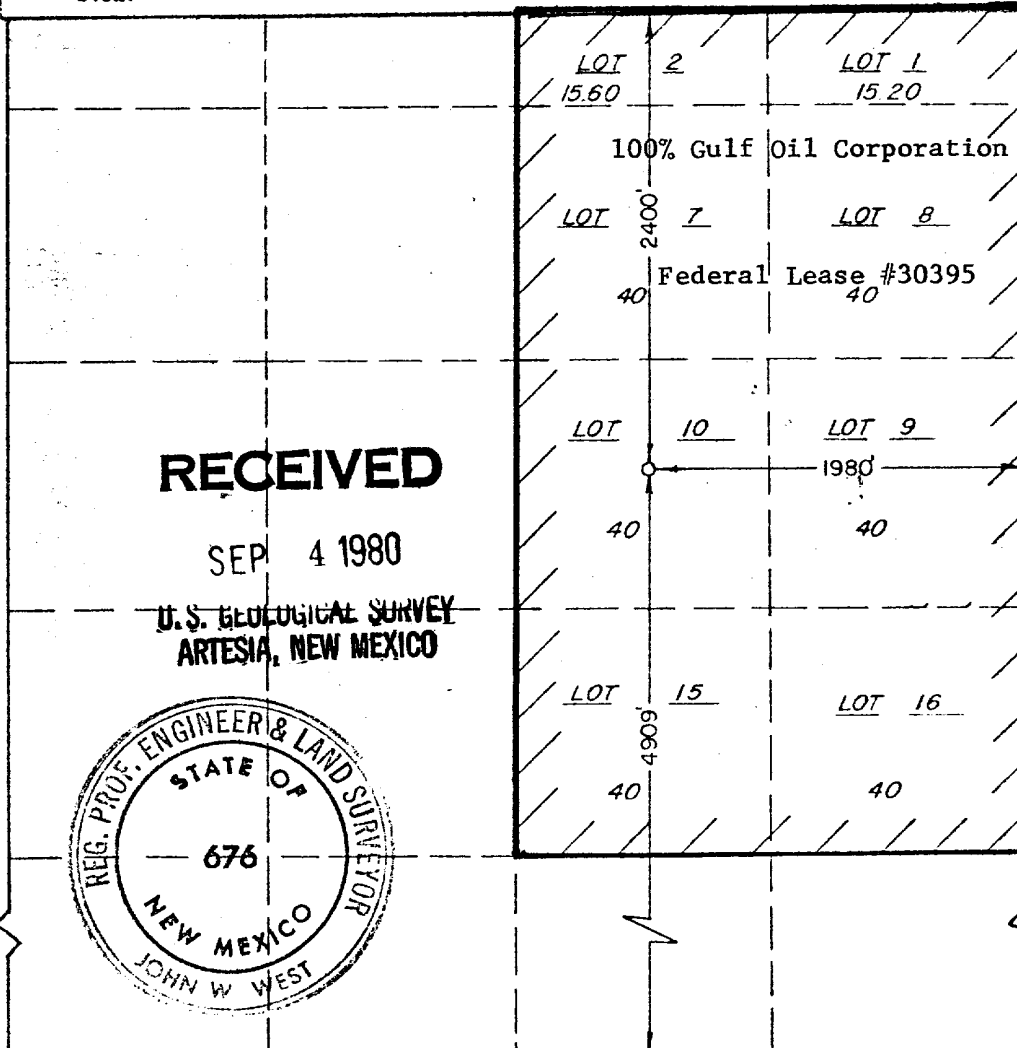 LOT 2
15.60
LOT 1
15.20
100% Gulf Oil Corporation
2400'
LOT 7
LOT 8
Federal Lease #30395
40
40
LOT 10
LOT 9
1980'
40
40
RECEIVED
SEP 4 1980
U.S. GEOLOGICAL SURVEY
ARTESIA, NEW MEXICO
LOT 15
LOT 16
4909'
40
40
REG. PROF. ENGINEER & LAND SURVEYOR
STATE OF
676
NEW MEXICO
JOHN W WEST